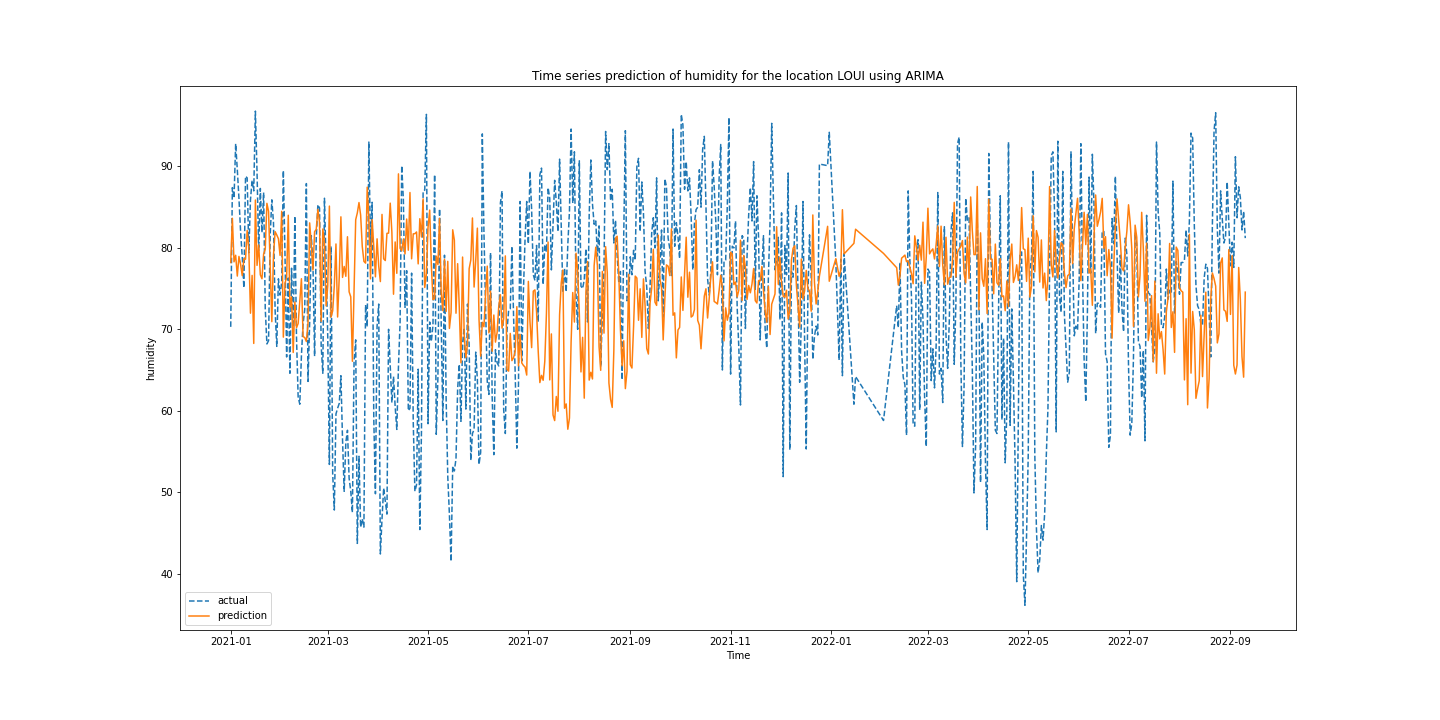 Time series prediction of humidity for the location LOUI using ARIMA
humidity
90
80
70
60
50
40
actual
prediction
2021-01 2021-03 2021-05 2021-07 2021-09 2021-11 2022-01 2022-03 2022-05 2022-07 2022-09
Time